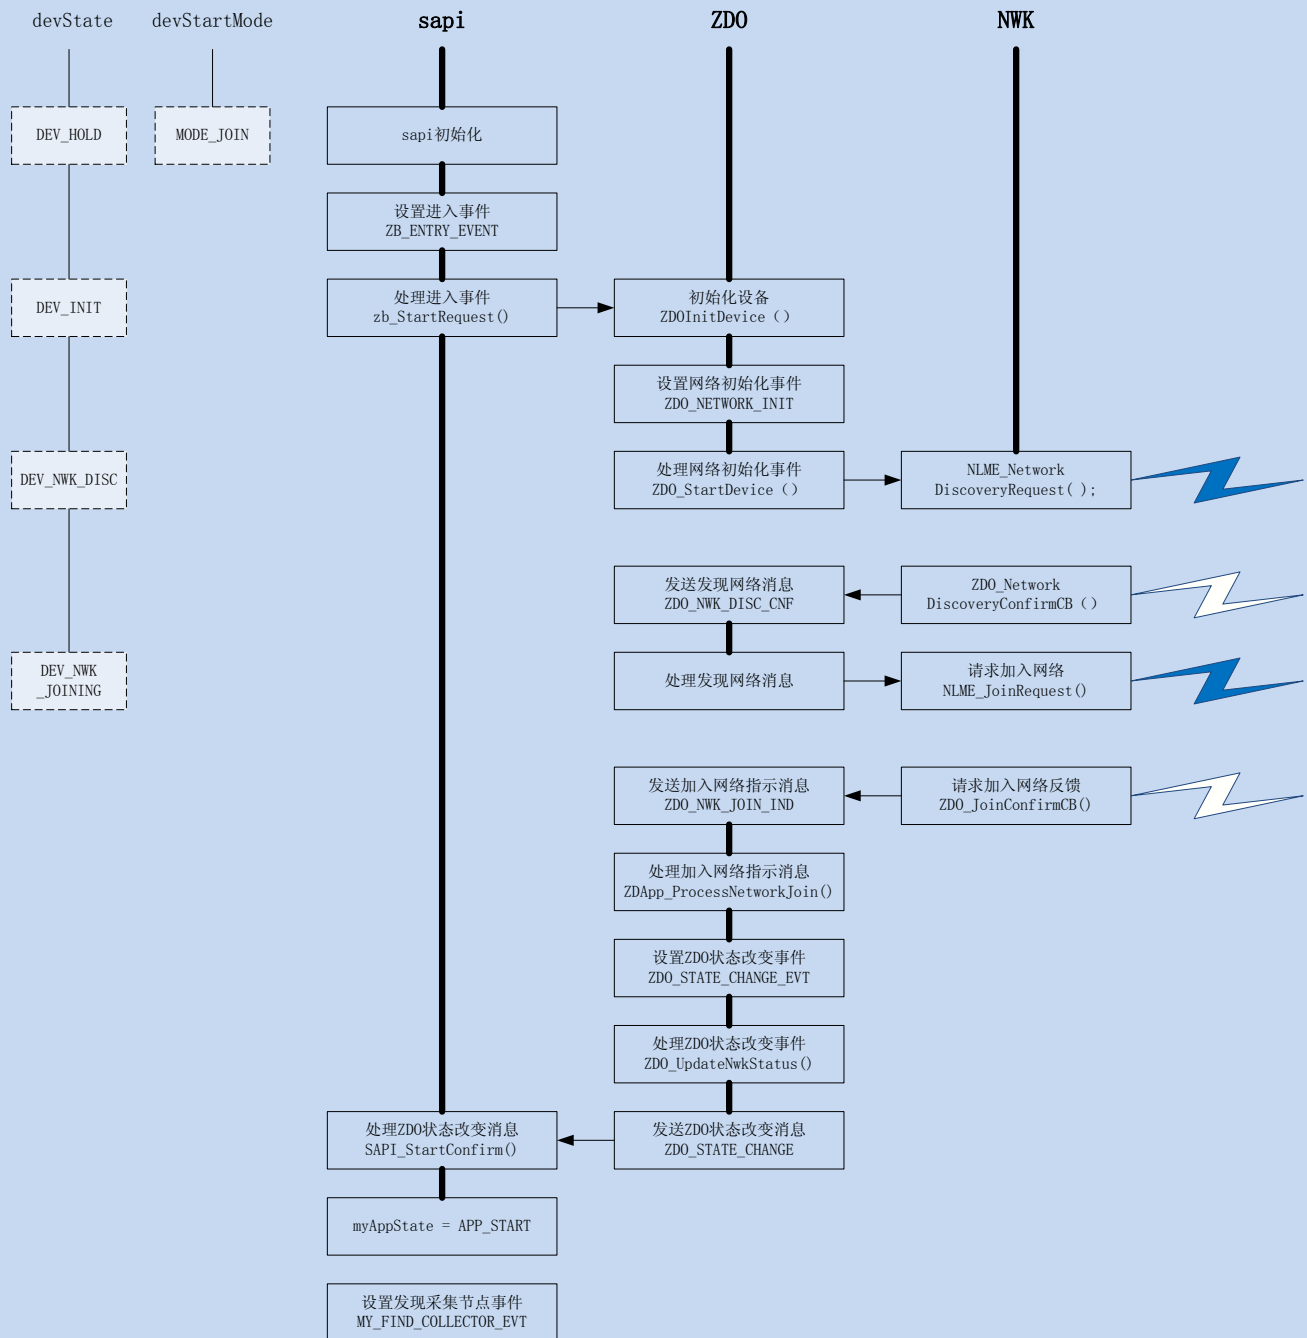 devState devStartMode sapi ZDO NWK
DEV_HOLD
MODE_JOIN
sapi初始化
设置进入事件
ZB_ENTRY_EVENT
DEV_INIT
处理进入事件
zb_StartRequest()
初始化设备
ZDOInitDevice（）
设置网络初始化事件
ZDO_NETWORK_INIT
DEV_NWK_DISC
处理网络初始化事件
ZDO_StartDevice（）
NLME_Network
DiscoveryRequest( );
发送发现网络消息
ZDO_NWK_DISC_CNF
ZDO_Network
DiscoveryConfirmCB（）
DEV_NWK
_JOINING
处理发现网络消息
请求加入网络
NLME_JoinRequest()
发送加入网络指示消息
ZDO_NWK_JOIN_IND
请求加入网络反馈
ZDO_JoinConfirmCB()
处理加入网络指示消息
ZDApp_ProcessNetworkJoin()
设置ZDO状态改变事件
ZDO_STATE_CHANGE_EVT
处理ZDO状态改变事件
ZDO_UpdateNwkStatus()
处理ZDO状态改变消息
SAPI_StartConfirm()
发送ZDO状态改变消息
ZDO_STATE_CHANGE
myAppState = APP_START
设置发现采集节点事件
MY_FIND_COLLECTOR_EVT